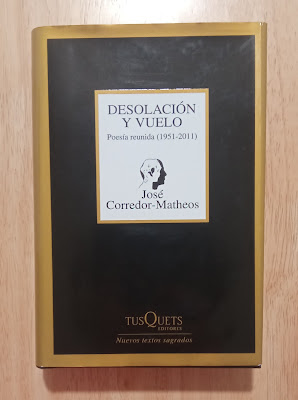 DESOLACIÓN
Y VUELO
Poesía reunida (1951-2011)
José
Corredor-Matheos
TUSQUETS
EDITORES
Nuevos textos sagrados